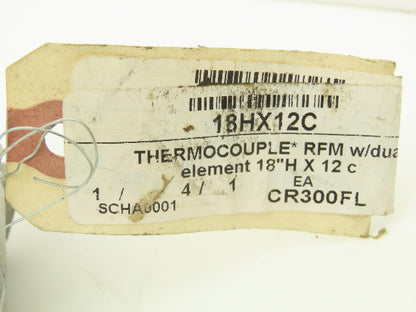 18HX12C
THERMOCOUPLE* RFM w/dua
element 18"H X 12 c
1 / 4 / 1 EA
SCHA0001 CR300FL